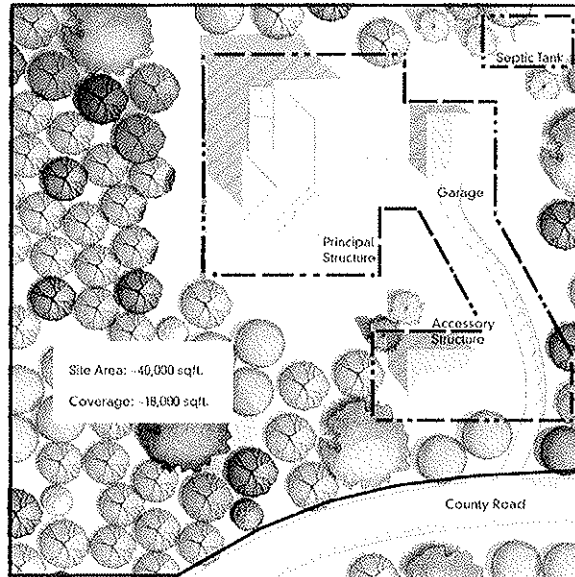 Septic Tank
Garage
Principal
Structure
Accessory
Structure
Site Area: ~40,000 sqft.
Coverage: ~18,000 sqft.
County Road